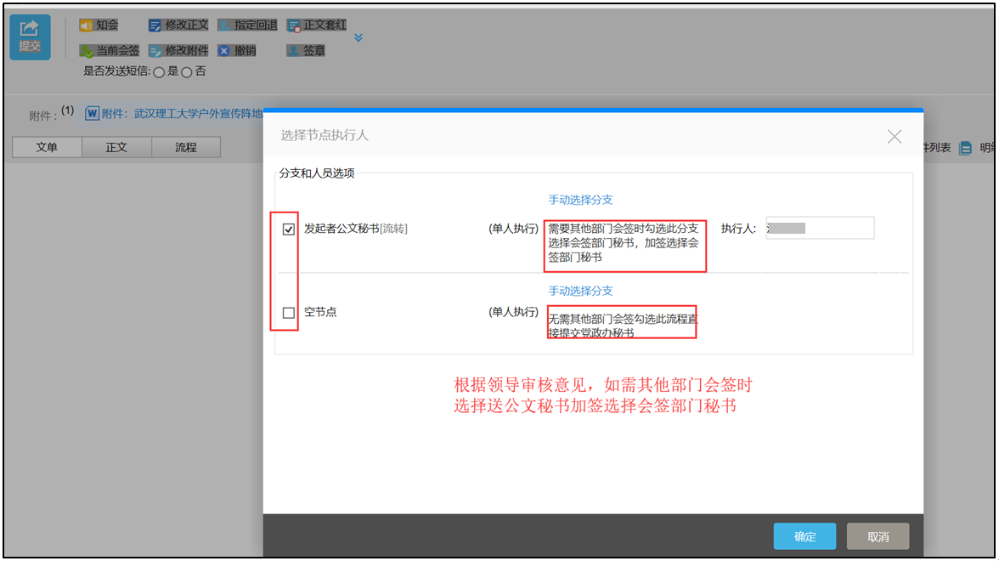 提交
知会
修改正文
指定回退
正文套红
当前会签
修改附件
撤销
签章
是否发送短信:
是
否
附件：(1)
附件：武汉理工大学户外宣传阵地
文单
正文
流程
件列表
选择节点执行人
分支和人员选项
手动选择分支
发起者公文秘书[流转]
(单人执行)
需要其他部门会签时勾选此分支
选择会签部门秘书，加签选择会
签部门秘书
执行人:
手动选择分支
空节点
(单人执行)
无需其他部门会签勾选此流程直
接提交党政办秘书
根据领导审核意见，如需其他部门会签时
选择送公文秘书加签选择会签部门秘书
确定
取消